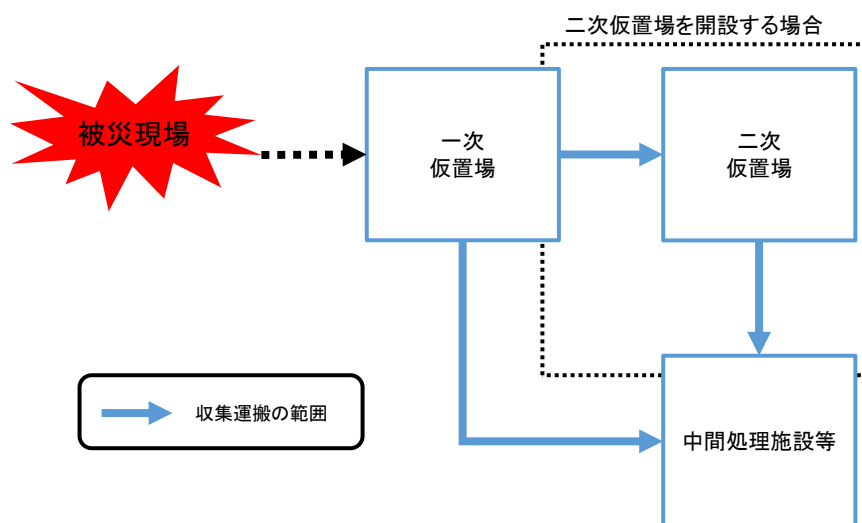 二次仮置場を開設する場合
被災現場
一次
仮置場
二次
仮置場
収集運搬の範囲
中間処理施設等